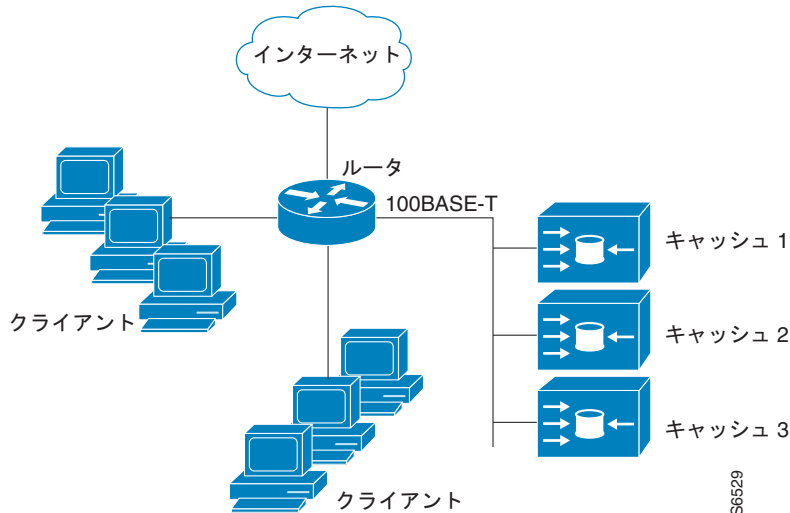 インターネット
ルータ
100BASE-T
キャッシュ 1
クライアント
キャッシュ 2
キャッシュ 3
クライアント
S6529